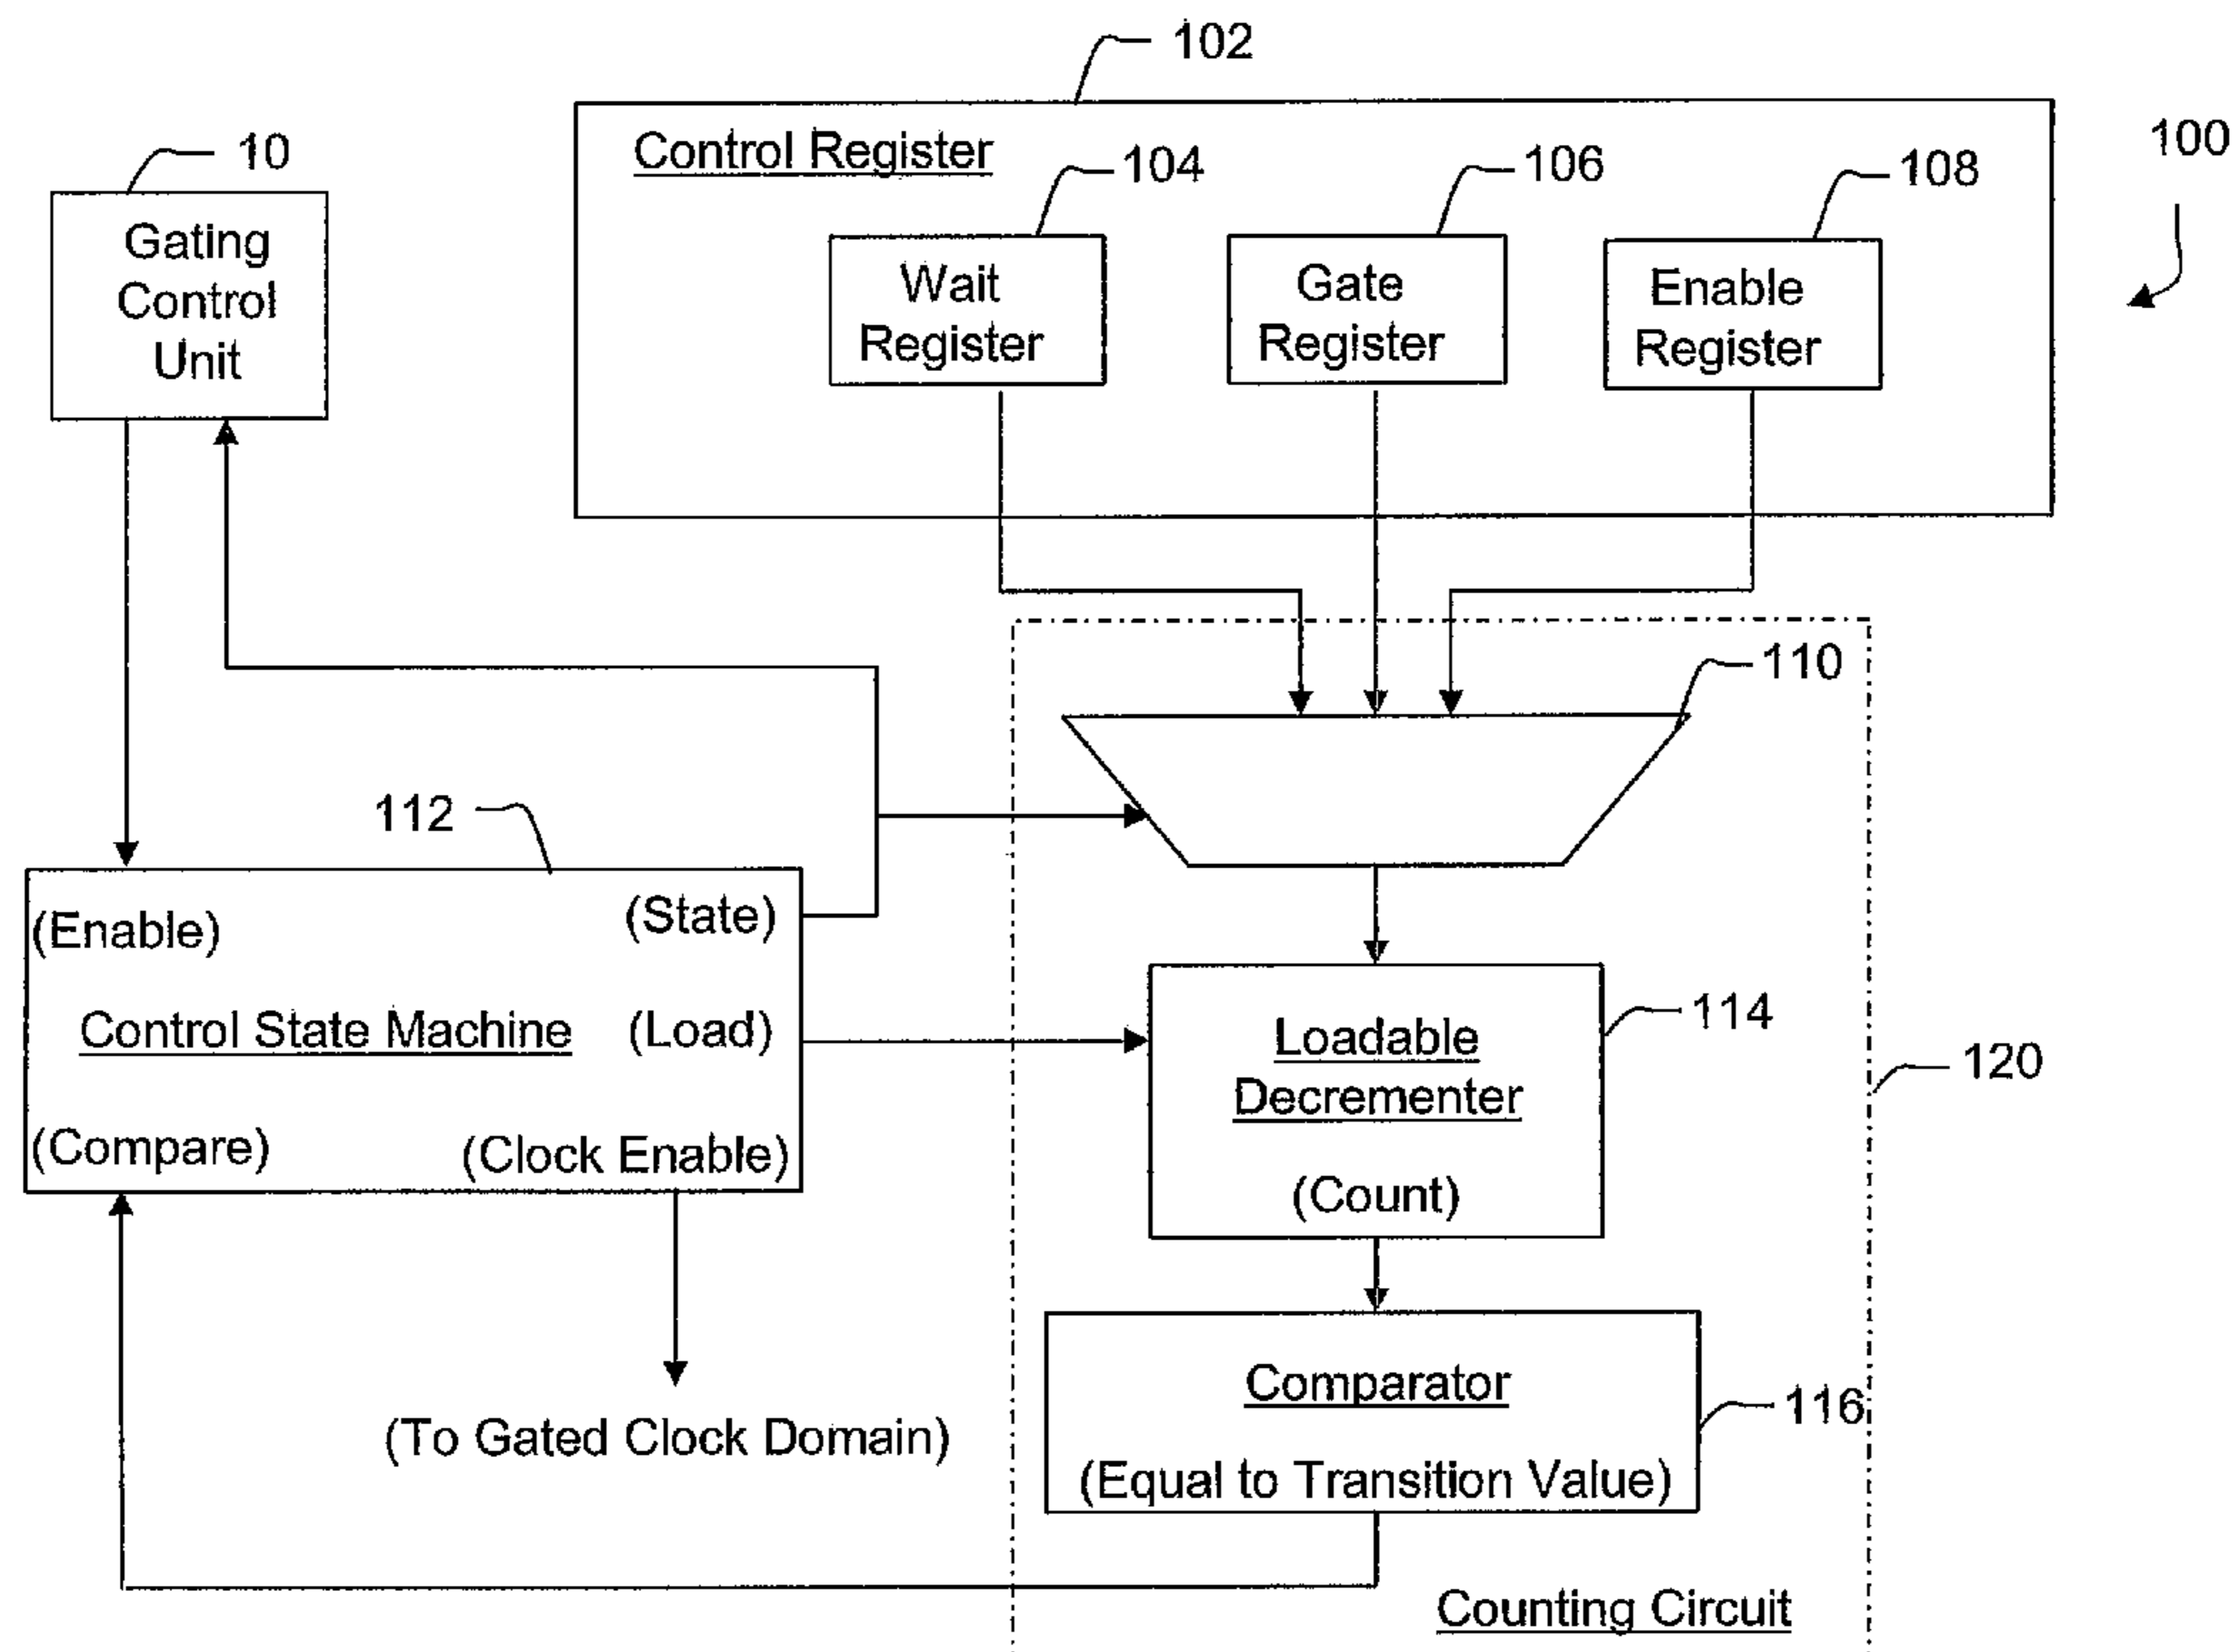 102
10
Control Register
104
106
108
100
Gating
Control
Unit
Wait
Register
Gate
Register
Enable
Register
110
112
(Enable)
(State)
Control State Machine
(Load)
(Compare)
(Clock Enable)
Loadable
Decrementer
(Count)
114
120
(To Gated Clock Domain)
Comparator
(Equal to Transition Value)
116
Counting Circuit